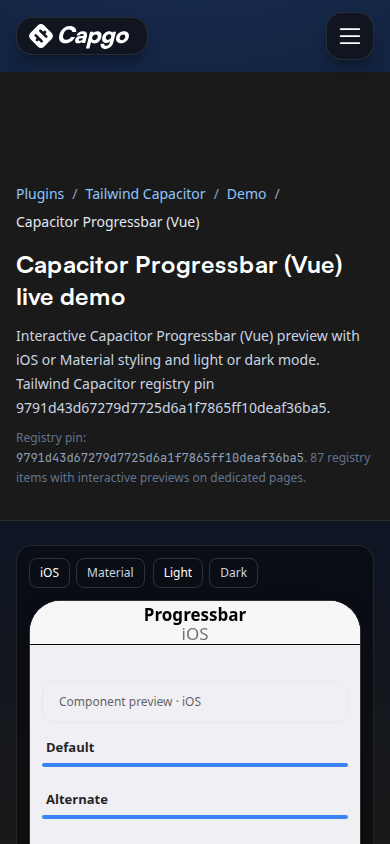 Capgo
Plugins / Tailwind Capacitor / Demo /
Capacitor Progressbar (Vue)
Capacitor Progressbar (Vue)
live demo
Interactive Capacitor Progressbar (Vue) preview with
iOS or Material styling and light or dark mode.
Tailwind Capacitor registry pin
9791d43d67279d7725d6a1f7865ff10deaf36ba5.
Registry pin:
9791d43d67279d7725d6a1f7865ff10deaf36ba5. 87 registry
items with interactive previews on dedicated pages.
iOS Material Light Dark
Progressbar
iOS
Component preview · iOS
Default
Alternate